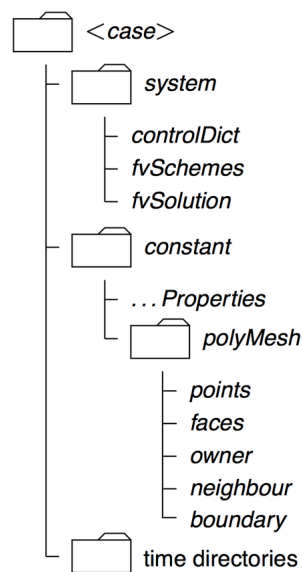 <case>
system
controlDict
fvSchemes
fvSolution
constant
...Properties
polyMesh
points
faces
owner
neighbour
boundary
time directories